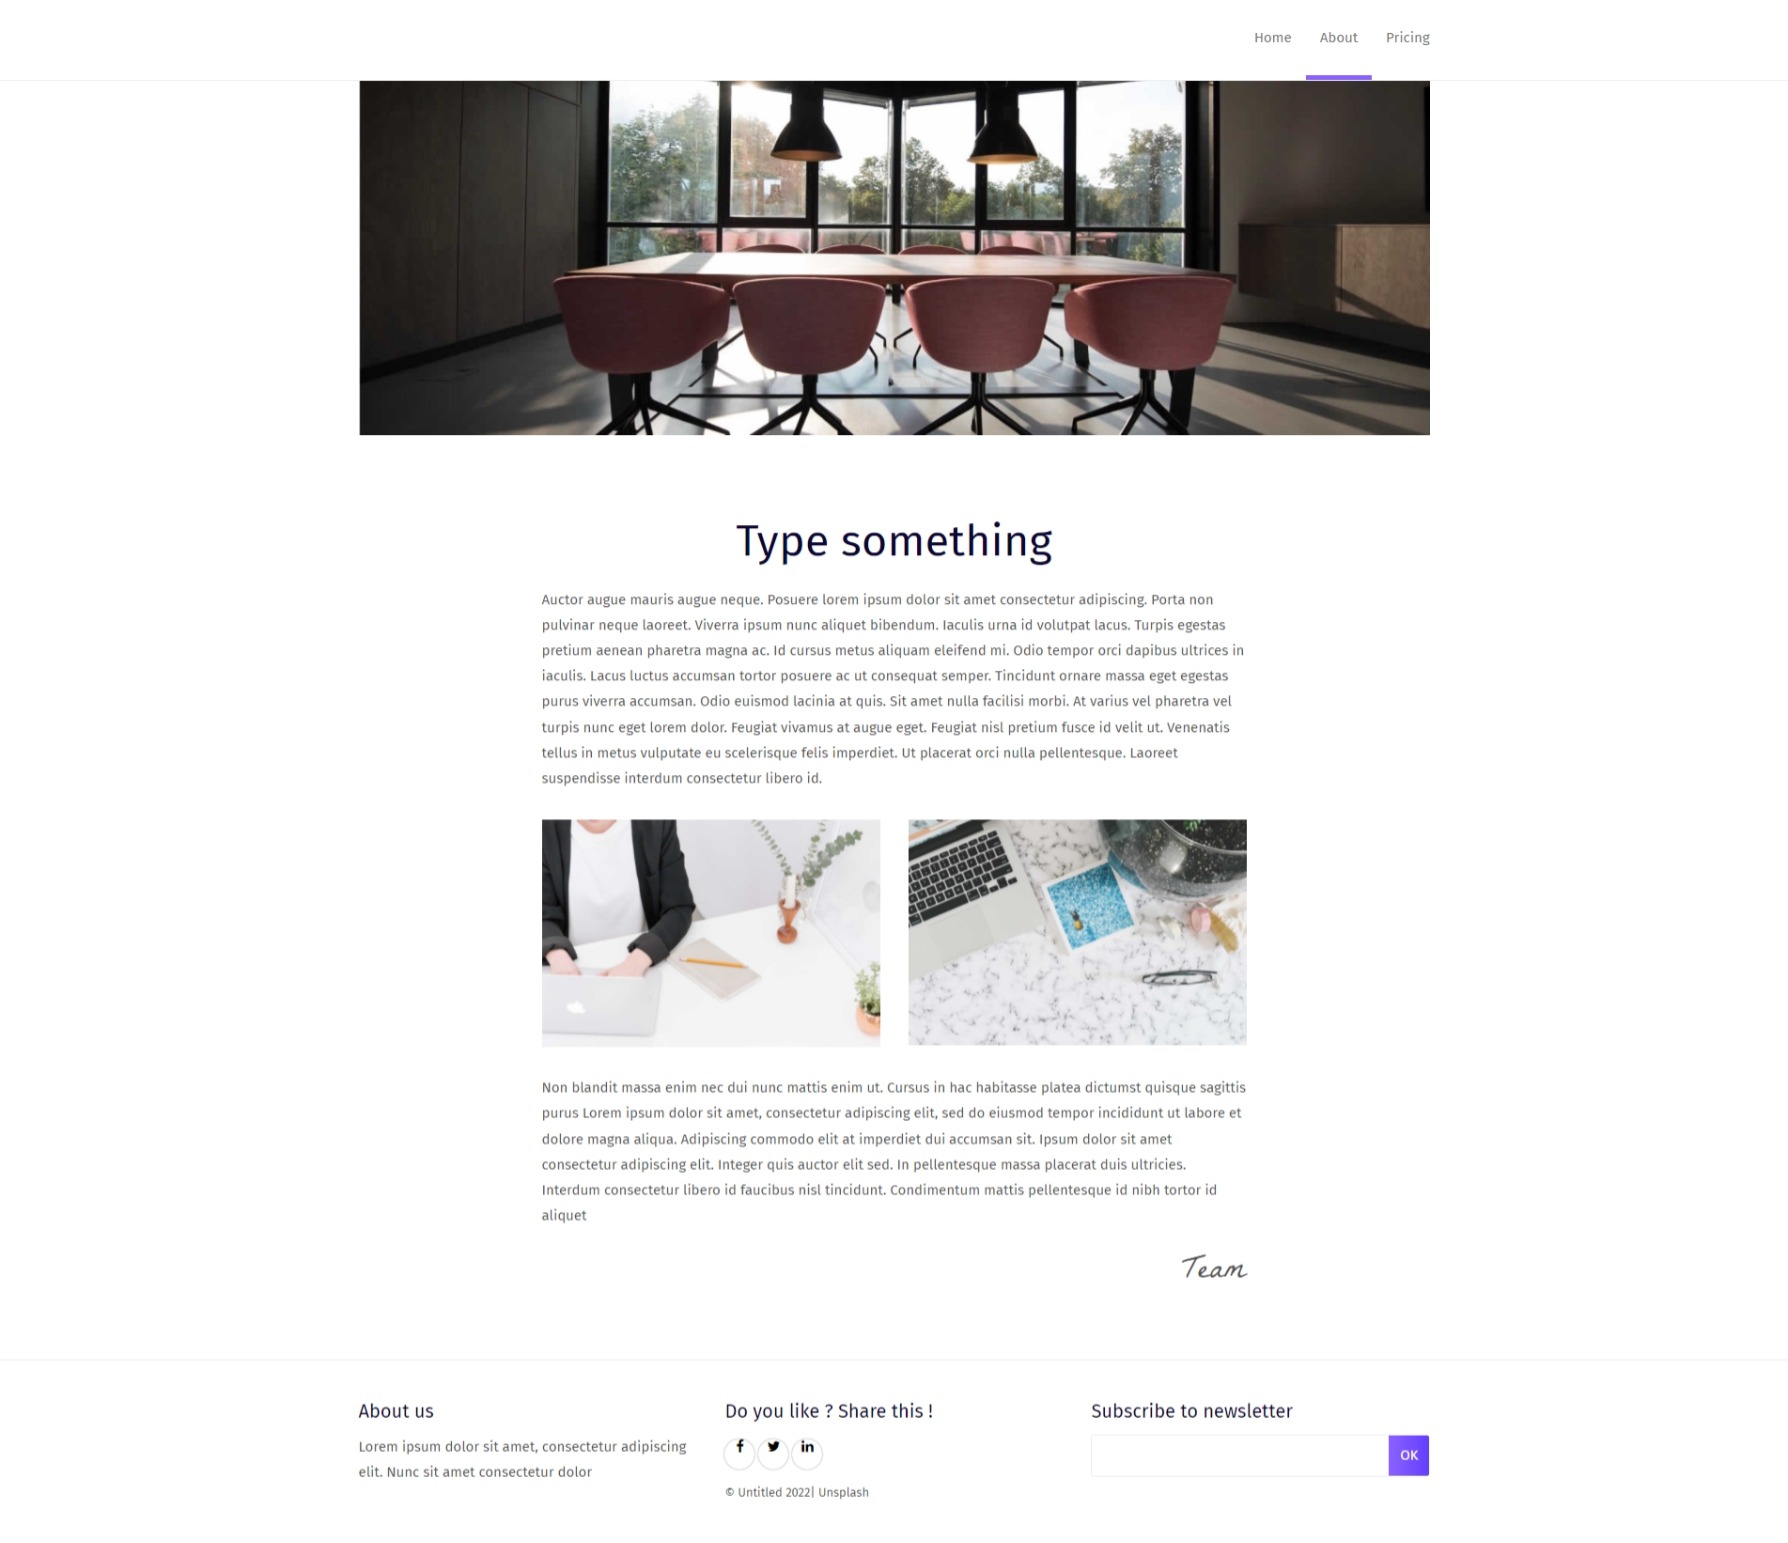 Home About Pricing
Type something
Auctor augue mauris augue neque. Posuere lorem ipsum dolor sit amet consectetur adipiscing. Porta non
pulvinar neque laoreet. Viverra ipsum nunc aliquet bibendum. Iaculis urna id volutpat lacus. Turpis egestas
pretium aenean pharetra magna ac. Id cursus metus aliquam eleifend mi. Odio tempor orci dapibus ultrices in
iaculis. Lacus luctus accumsan tortor posuere ac ut consequat semper. Tincidunt ornare massa eget egestas
purus viverra accumsan. Odio euismod lacinia at quis. Sit amet nulla facilisi morbi. At varius vel pharetra vel
turpis nunc eget lorem dolor. Feugiat vivamus at augue eget. Feugiat nisl pretium fusce id velit ut. Venenatis
tellus in metus vulputate eu scelerisque felis imperdiet. Ut placerat orci nulla pellentesque. Laoreet
suspendisse interdum consectetur libero id.
Non blandit massa enim nec dui nunc mattis enim ut. Cursus in hac habitasse platea dictumst quisque sagittis
purus Lorem ipsum dolor sit amet, consectetur adipiscing elit, sed do eiusmod tempor incididunt ut labore et
dolore magna aliqua. Adipiscing commodo elit at imperdiet dui accumsan sit. Ipsum dolor sit amet
consectetur adipiscing elit. Integer quis auctor elit sed. In pellentesque massa placerat duis ultricies.
Interdum consectetur libero id faucibus nisl tincidunt. Condimentum mattis pellentesque id nibh tortor id
aliquet
Team
About us
Lorem ipsum dolor sit amet, consectetur adipiscing
elit. Nunc sit amet consectetur dolor
Do you like ? Share this !
© Untitled 2022| Unsplash
Subscribe to newsletter
OK